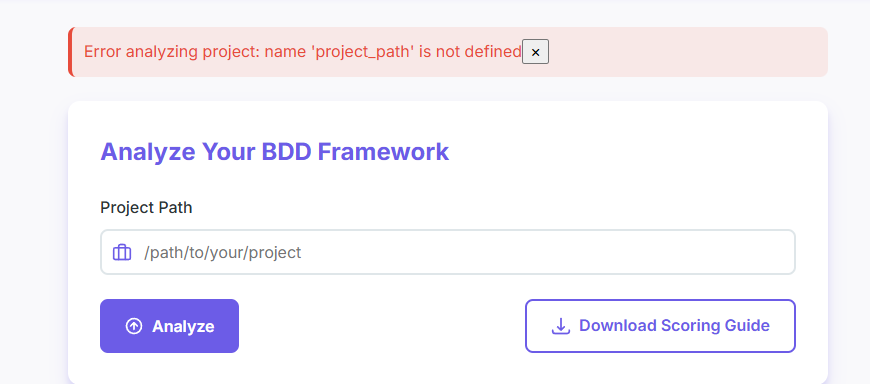 Error analyzing project: name 'project_path' is not defined ×
Analyze Your BDD Framework
Project Path
/path/to/your/project
Analyze
Download Scoring Guide